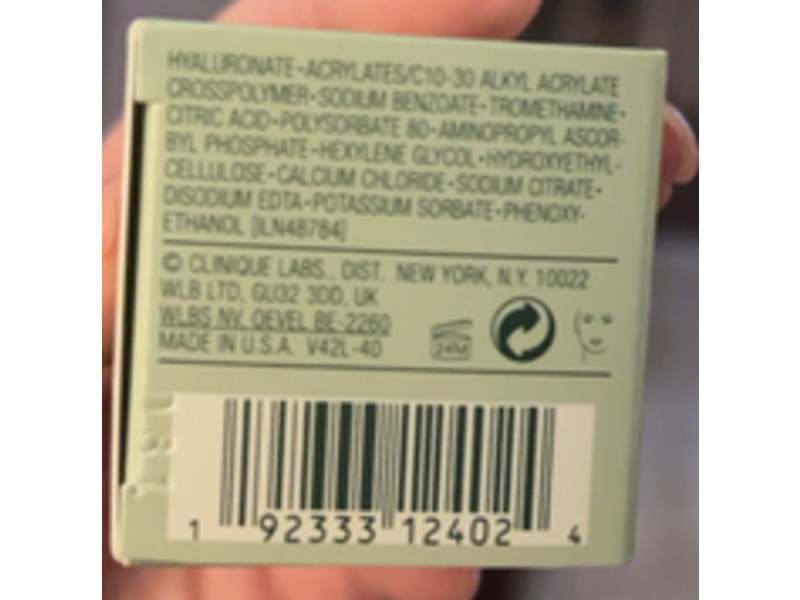 HYALURONATE•ACRYLATES/C10-30 ALKYL ACRYLATE
CROSSPOLYMER•SODIUM BENZOATE•TROMETHAMINE•
CITRIC ACID•POLYSORBATE 80•AMINOPROPYL ASCOR-
BYL PHOSPHATE•HEXYLENE GLYCOL•HYDROXYETHYL-
CELLULOSE•CALCIUM CHLORIDE•SODIUM CITRATE•
DISODIUM EDTA•POTASSIUM SORBATE•PHENOXY-
ETHANOL [ILN48784]
© CLINIQUE LABS., DIST. NEW YORK, N.Y. 10022
WLB LTD, GU32 3DD, UK
WLBS NV. OEVEL BE-2260
MADE IN U.S.A. V42L-40
24M
1 92333 12402 4